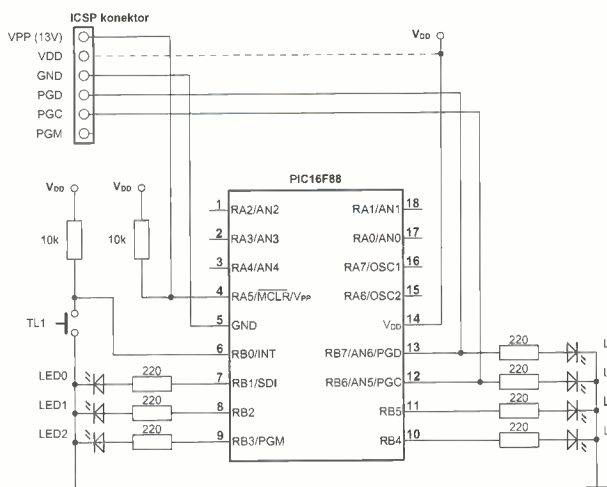 ICSP konektor
VPP (13V)
VDD
GND
PGD
PGC
PGM
VDD
PIC16F88
VDD
VDD
10k
10k
TL1
1 RA2/AN2
2 RA3/AN3
3 RA4/AN4
4 RA5/MCLR/VPP
5 GND
6 RB0/INT
7 RB1/SDI
8 RB2
9 RB3/PGM
RA1/AN1 18
RA0/AN0 17
RA7/OSC1 16
RA6/OSC2 15
VDD 14
RB7/AN6/PGD 13
RB6/AN5/PGC 12
RB5 11
RB4 10
LED0 220
LED1 220
LED2 220
220 L
220 L
220 L
220 L